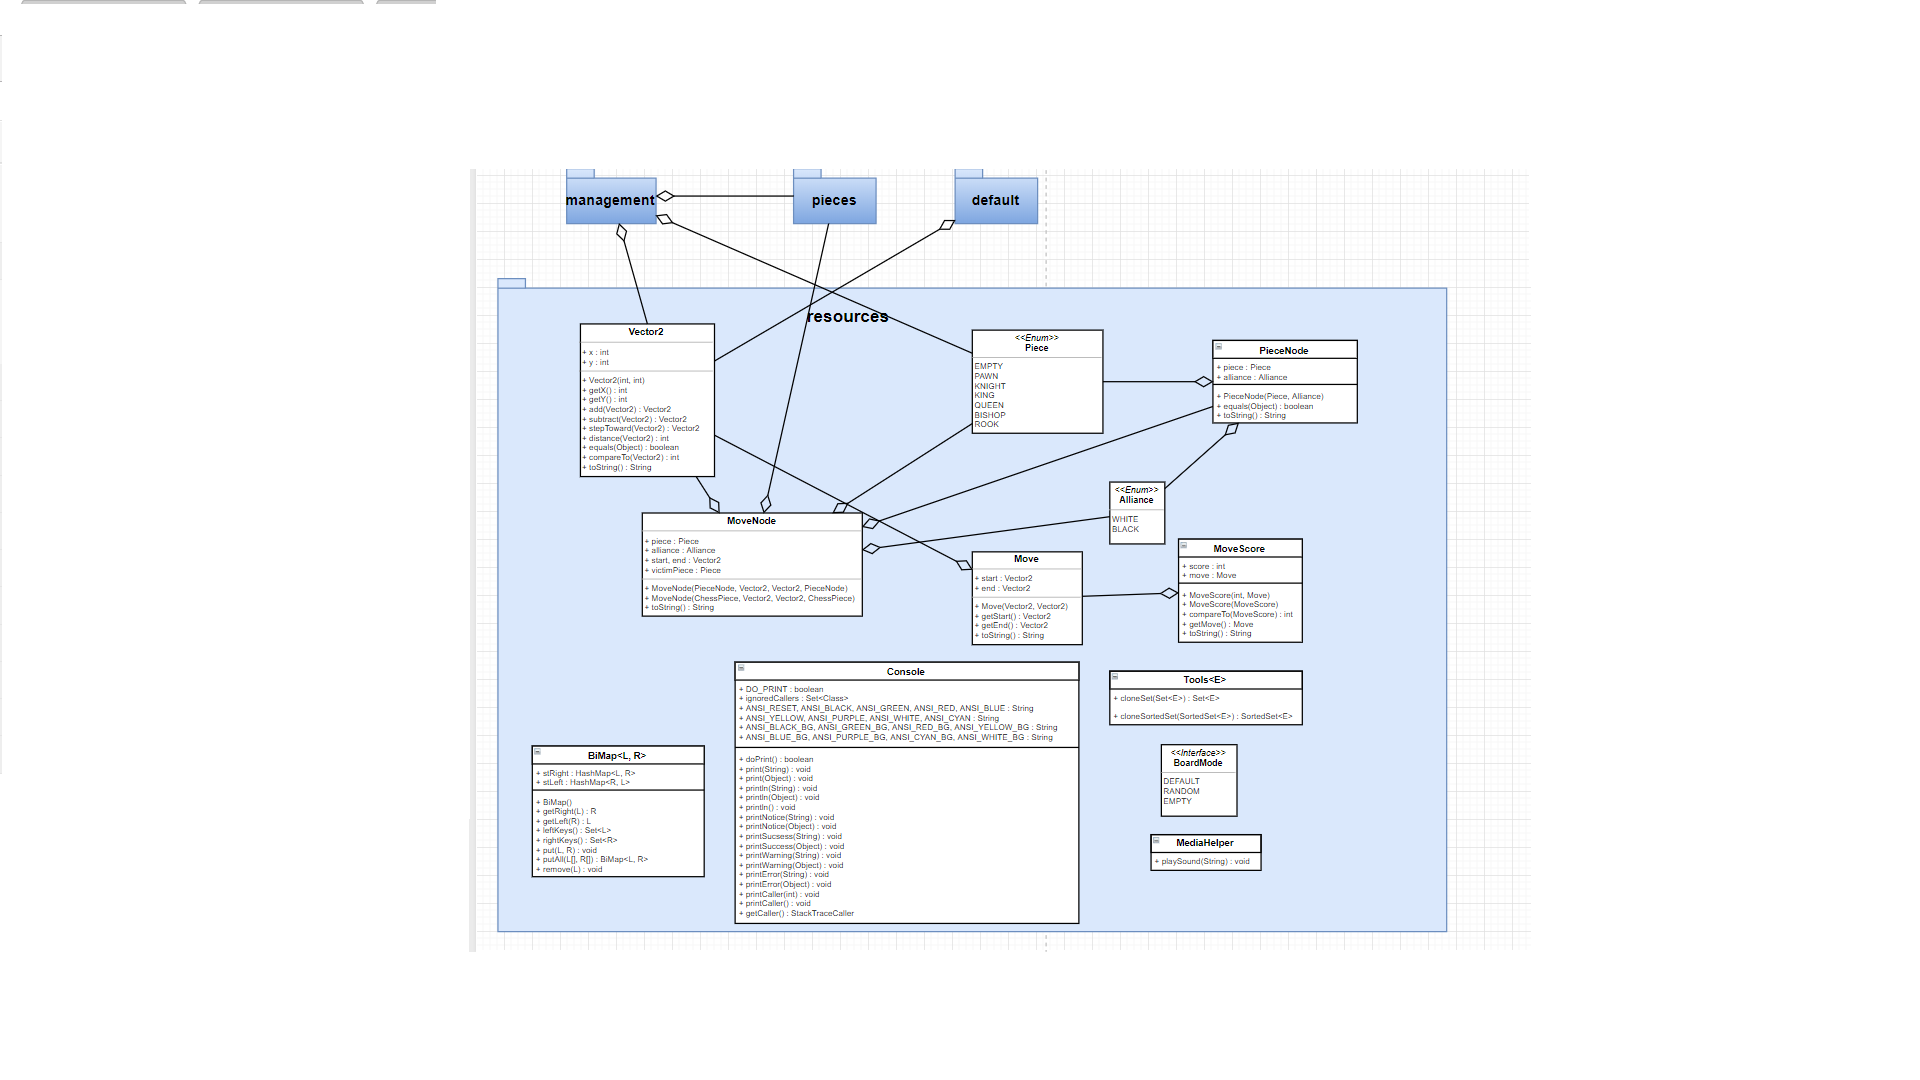 management
pieces
default
resources
Vector2
+ x : int
+ y : int
+ Vector2(int, int)
+ getX() : int
+ getY() : int
+ add(Vector2) : Vector2
+ subtract(Vector2) : Vector2
+ stepToward(Vector2) : Vector2
+ distance(Vector2) : int
+ equals(Object) : boolean
+ compareTo(Vector2) : int
+ toString() : String
<<Enum>>
Piece
EMPTY
PAWN
KNIGHT
KING
QUEEN
BISHOP
ROOK
PieceNode
+ piece : Piece
+ alliance : Alliance
+ PieceNode(Piece, Alliance)
+ equals(Object) : boolean
+ toString() : String
<<Enum>>
Alliance
WHITE
BLACK
MoveNode
+ piece : Piece
+ alliance : Alliance
+ start, end : Vector2
+ victimPiece : Piece
+ MoveNode(PieceNode, Vector2, Vector2, PieceNode)
+ MoveNode(ChessPiece, Vector2, Vector2, ChessPiece)
+ toString() : String
Move
+ start : Vector2
+ end : Vector2
+ Move(Vector2, Vector2)
+ getStart() : Vector2
+ getEnd() : Vector2
+ toString() : String
MoveScore
+ score : int
+ move : Move
+ MoveScore(int, Move)
+ MoveScore(MoveScore)
+ compareTo(MoveScore) : int
+ getMove() : Move
+ toString() : String
Console
+ DO_PRINT : boolean
+ ignoredCallers : Set<Class>
+ ANSI_RESET, ANSI_BLACK, ANSI_GREEN, ANSI_RED, ANSI_BLUE : String
+ ANSI_YELLOW, ANSI_PURPLE, ANSI_WHITE, ANSI_CYAN : String
+ ANSI_BLACK_BG, ANSI_GREEN_BG, ANSI_RED_BG, ANSI_YELLOW_BG : String
+ ANSI_BLUE_BG, ANSI_PURPLE_BG, ANSI_CYAN_BG, ANSI_WHITE_BG : String
+ doPrint() : boolean
+ print(String) : void
+ print(Object) : void
+ println(String) : void
+ println(Object) : void
+ println() : void
+ printNotice(String) : void
+ printNotice(Object) : void
+ printSucsess(String) : void
+ printSuccess(Object) : void
+ printWarning(String) : void
+ printWarning(Object) : void
+ printError(String) : void
+ printError(Object) : void
+ printCaller(int) : void
+ printCaller() : void
+ getCaller() : StackTraceCaller
Tools<E>
+ cloneSet(Set<E>) : Set<E>
+ cloneSortedSet(SortedSet<E>) : SortedSet<E>
BiMap<L, R>
+ stRight : HashMap<L, R>
+ stLeft : HashMap<R, L>
+ BiMap()
+ getRight(L) : R
+ getLeft(R) : L
+ leftKeys() : Set<L>
+ rightKeys() : Set<R>
+ put(L, R) : void
+ putAll(L[], R[]) : BiMap<L, R>
+ remove(L) : void
<<Interface>>
BoardMode
DEFAULT
RANDOM
EMPTY
MediaHelper
+ playSound(String) : void